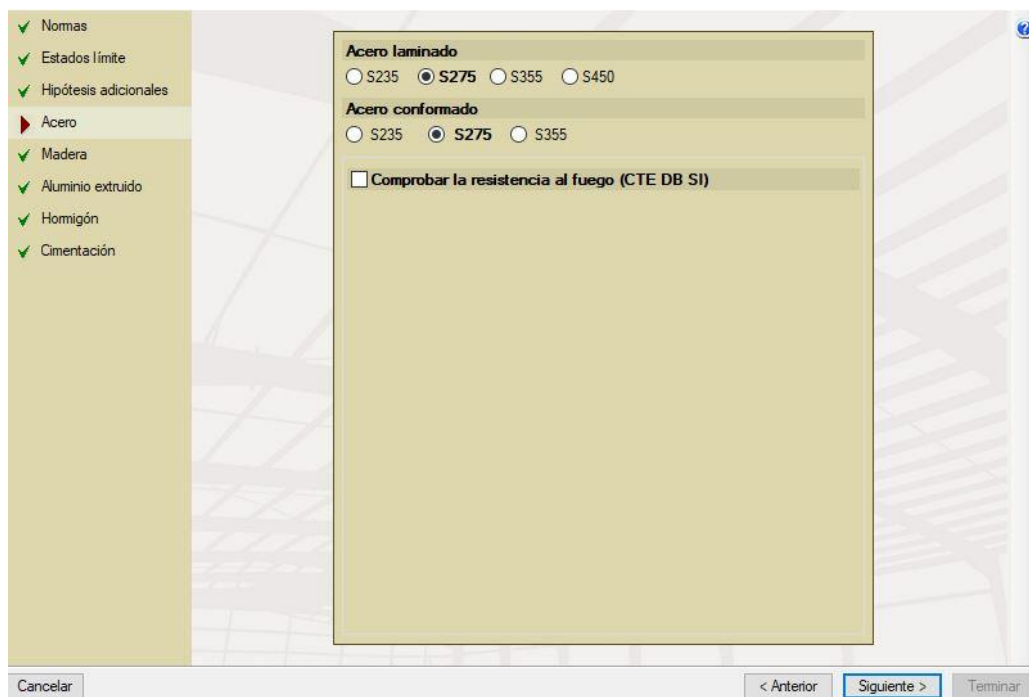 Normas
Estados límite
Hipótesis adicionales
Acero
Madera
Aluminio extruido
Hormigón
Cimentación
Acero laminado
S235 S275 S355 S450
Acero conformado
S235 S275 S355
Comprobar la resistencia al fuego (CTE DB SI)
?
Cancelar
< Anterior
Siguiente >
Terminar